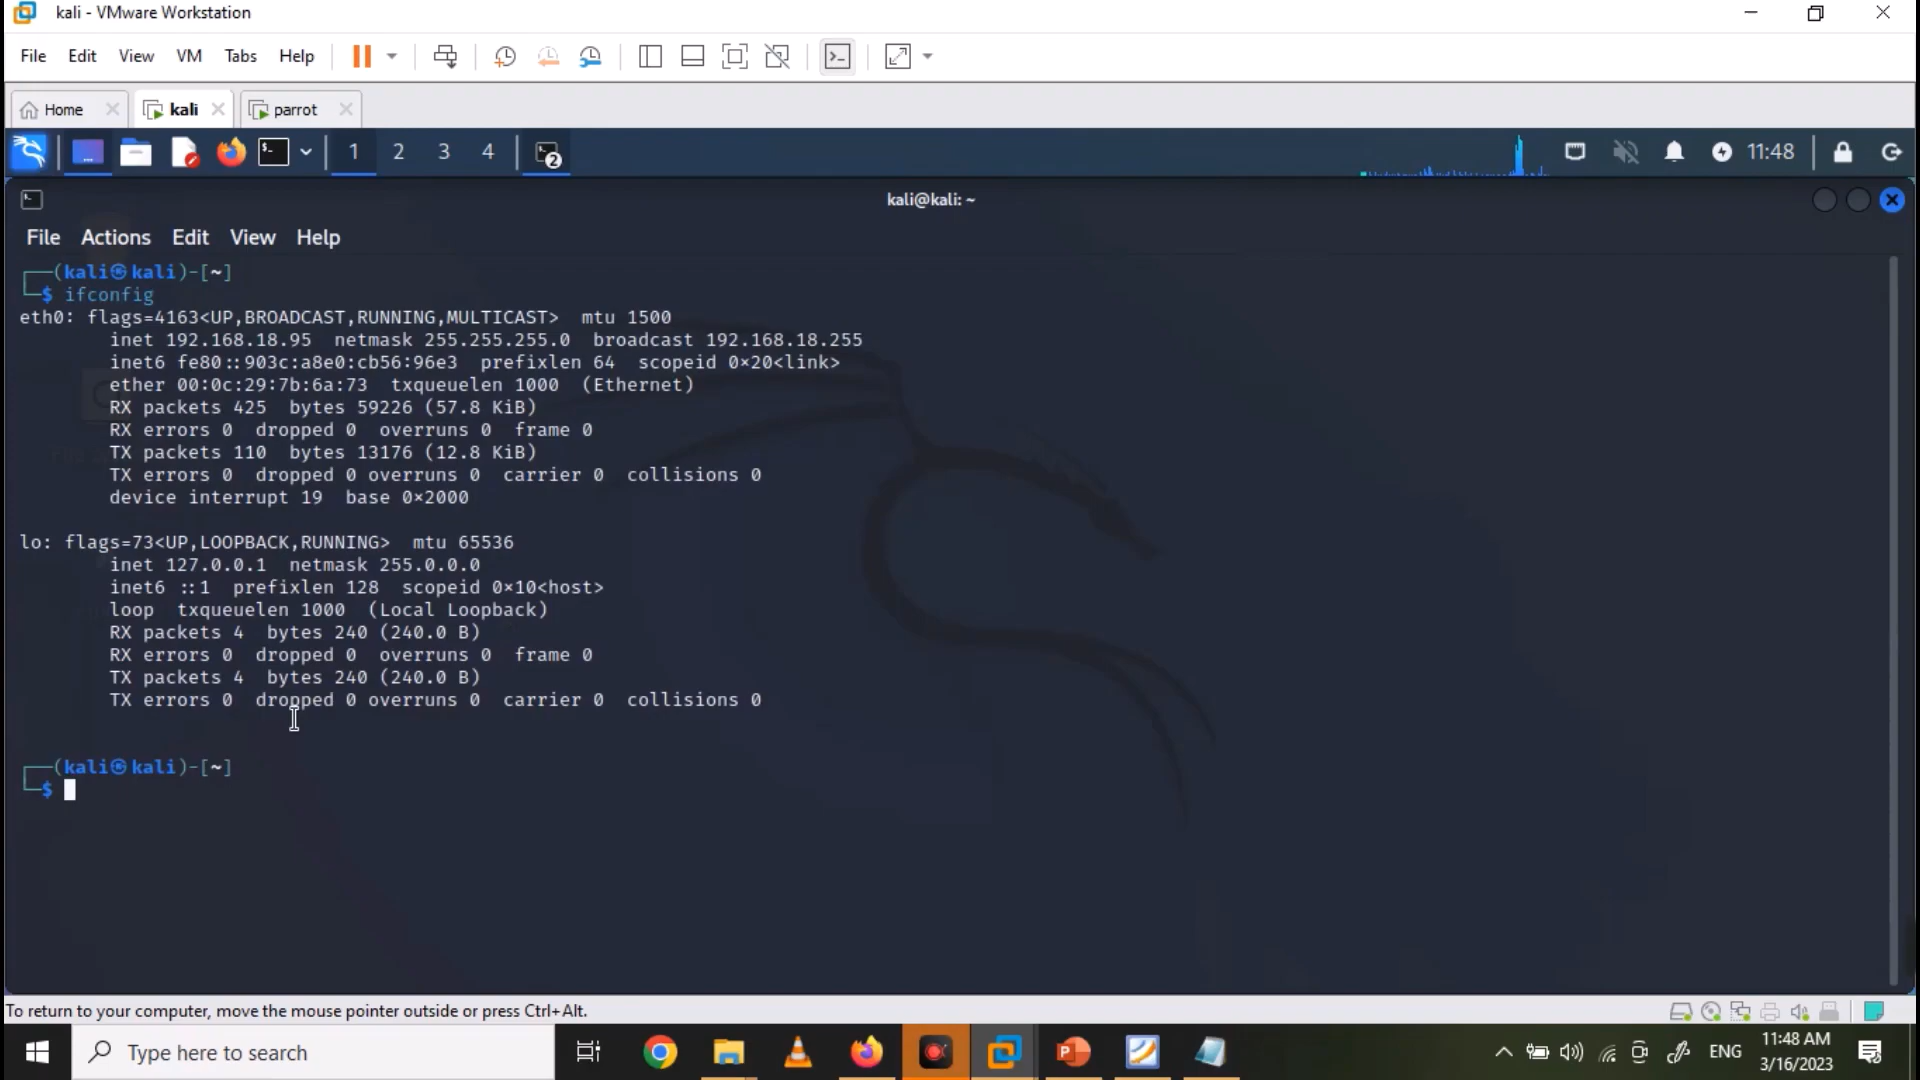 kali - VMware Workstation
File Edit View VM Tabs Help
Home kali parrot
1 2 3 4 2 11:48
kali@kali: ~
File Actions Edit View Help
┌──(kali㉿kali)-[~]
└─$ ifconfig
eth0: flags=4163<UP,BROADCAST,RUNNING,MULTICAST>  mtu 1500
inet 192.168.18.95  netmask 255.255.255.0  broadcast 192.168.18.255
inet6 fe80::903c:a8e0:cb56:96e3  prefixlen 64  scopeid 0×20<link>
ether 00:0c:29:7b:6a:73  txqueuelen 1000  (Ethernet)
RX packets 425  bytes 59226 (57.8 KiB)
RX errors 0  dropped 0  overruns 0  frame 0
TX packets 110  bytes 13176 (12.8 KiB)
TX errors 0  dropped 0 overruns 0  carrier 0  collisions 0
device interrupt 19  base 0×2000
lo: flags=73<UP,LOOPBACK,RUNNING>  mtu 65536
inet 127.0.0.1  netmask 255.0.0.0
inet6 ::1  prefixlen 128  scopeid 0×10<host>
loop  txqueuelen 1000  (Local Loopback)
RX packets 4  bytes 240 (240.0 B)
RX errors 0  dropped 0  overruns 0  frame 0
TX packets 4  bytes 240 (240.0 B)
TX errors 0  dropped 0 overruns 0  carrier 0  collisions 0
┌──(kali㉿kali)-[~]
└─$
To return to your computer, move the mouse pointer outside or press Ctrl+Alt.
Type here to search
ENG
11:48 AM
3/16/2023